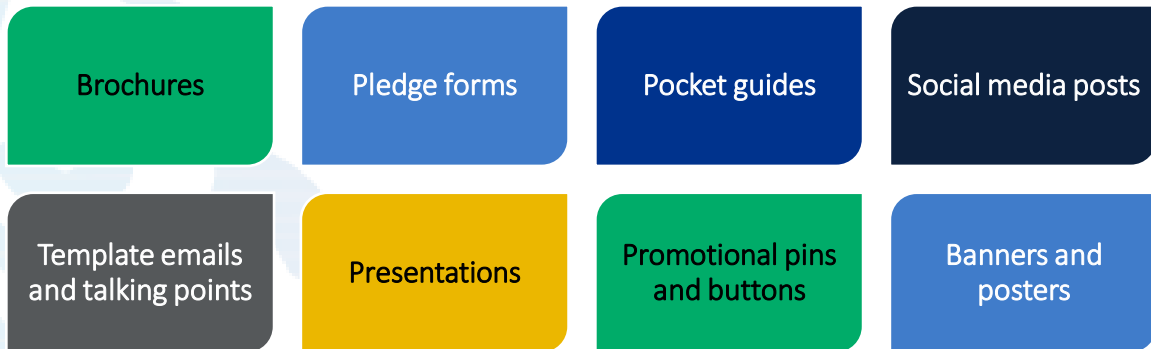 Brochures
Pledge forms
Pocket guides
Social media posts
Template emails
and talking points
Presentations
Promotional pins
and buttons
Banners and
posters